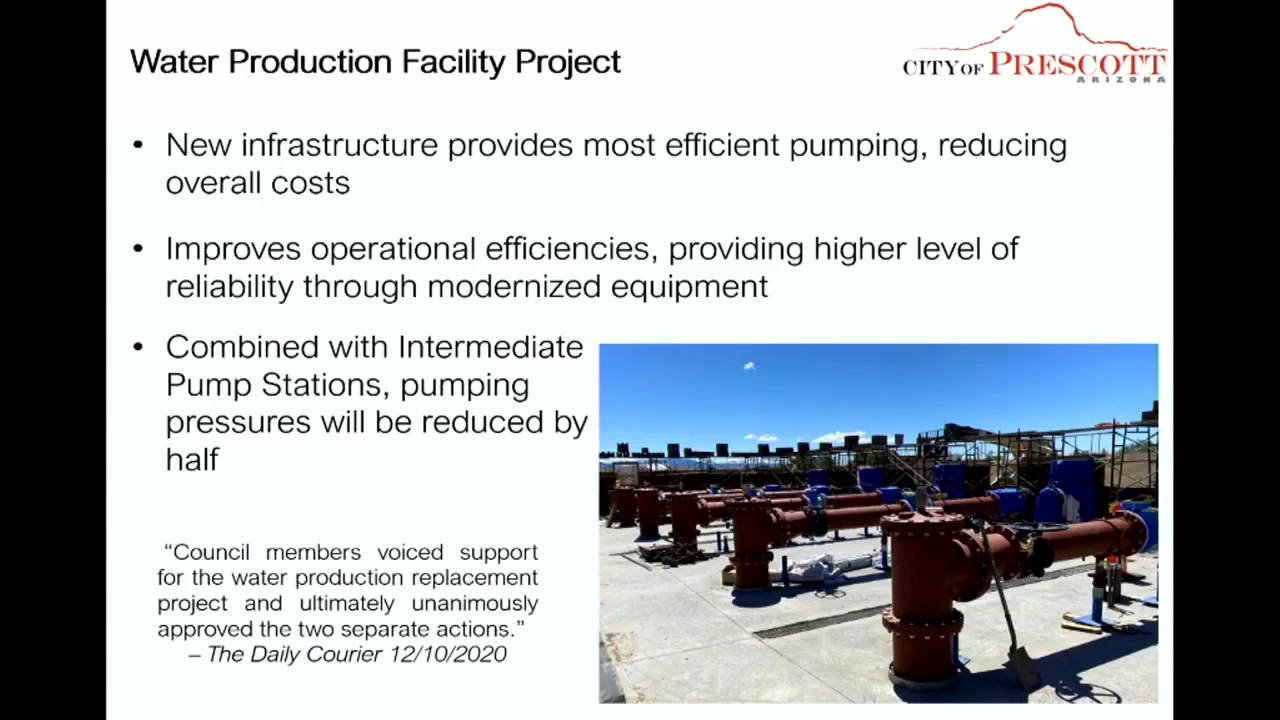 Water Production Facility Project
CITY OF PRESCOTT
ARIZONA
• New infrastructure provides most efficient pumping, reducing
overall costs
• Improves operational efficiencies, providing higher level of
reliability through modernized equipment
• Combined with Intermediate
Pump Stations, pumping
pressures will be reduced by
half
“Council members voiced support
for the water production replacement
project and ultimately unanimously
approved the two separate actions.”
– The Daily Courier 12/10/2020